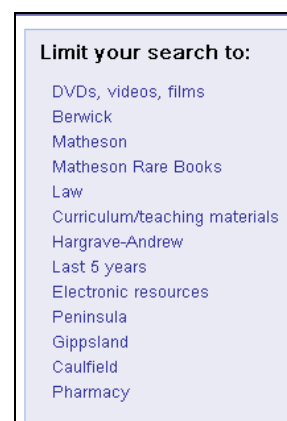 Limit your search to:
DVDs, videos, films
Berwick
Matheson
Matheson Rare Books
Law
Curriculum/teaching materials
Hargrave-Andrew
Last 5 years
Electronic resources
Peninsula
Gippsland
Caulfield
Pharmacy